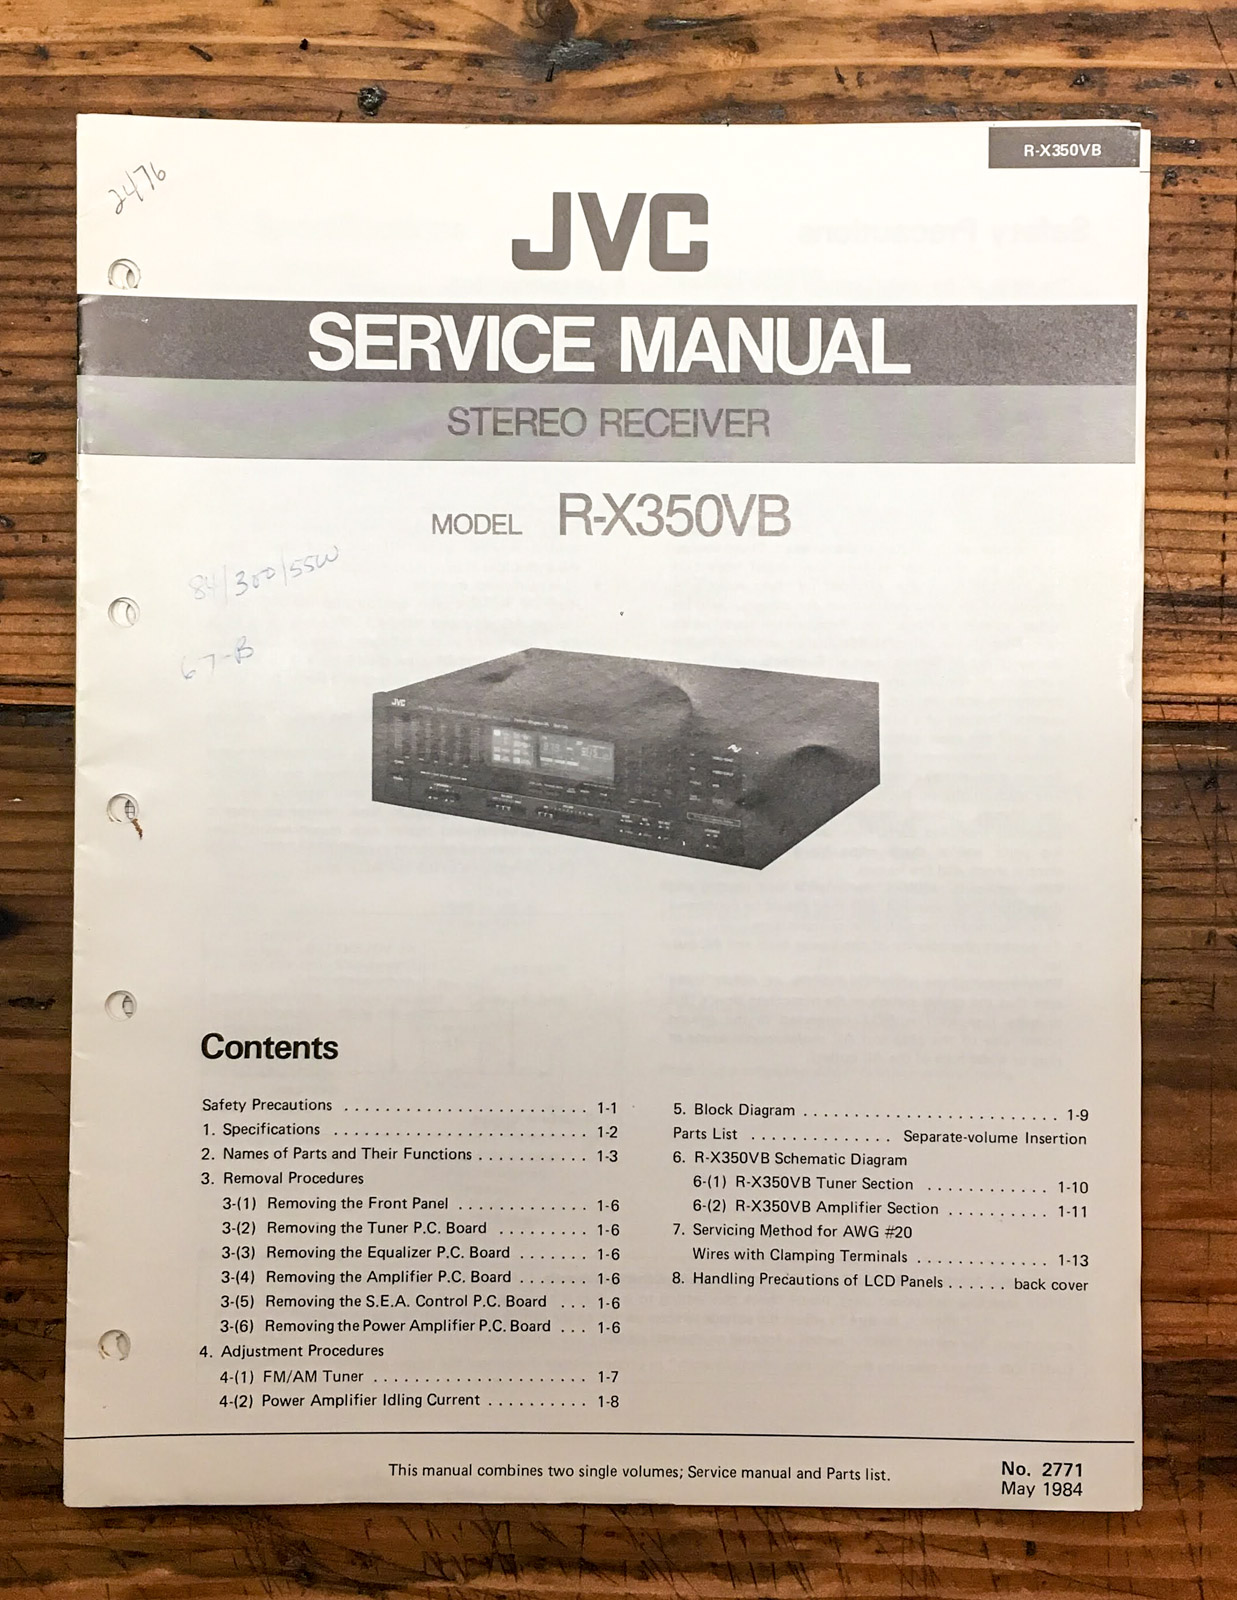 R-X350VB
2476
JVC
SERVICE MANUAL
STEREO RECEIVER
MODEL R-X350VB
84/300/55W
67-B
JVC
Contents
Safety Precautions ........................ 1-1
1. Specifications ......................... 1-2
2. Names of Parts and Their Functions ........... 1-3
3. Removal Procedures
3-(1) Removing the Front Panel ............. 1-6
3-(2) Removing the Tuner P.C. Board ......... 1-6
3-(3) Removing the Equalizer P.C. Board ....... 1-6
3-(4) Removing the Amplifier P.C. Board ....... 1-6
3-(5) Removing the S.E.A. Control P.C. Board ... 1-6
3-(6) Removing the Power Amplifier P.C. Board ... 1-6
4. Adjustment Procedures
4-(1) FM/AM Tuner ..................... 1-7
4-(2) Power Amplifier Idling Current .......... 1-8
5. Block Diagram ......................... 1-9
Parts List .............. Separate-volume Insertion
6. R-X350VB Schematic Diagram
6-(1) R-X350VB Tuner Section ............ 1-10
6-(2) R-X350VB Amplifier Section .......... 1-11
7. Servicing Method for AWG #20
Wires with Clamping Terminals ............. 1-13
8. Handling Precautions of LCD Panels ...... back cover
This manual combines two single volumes; Service manual and Parts list.
No. 2771
May 1984